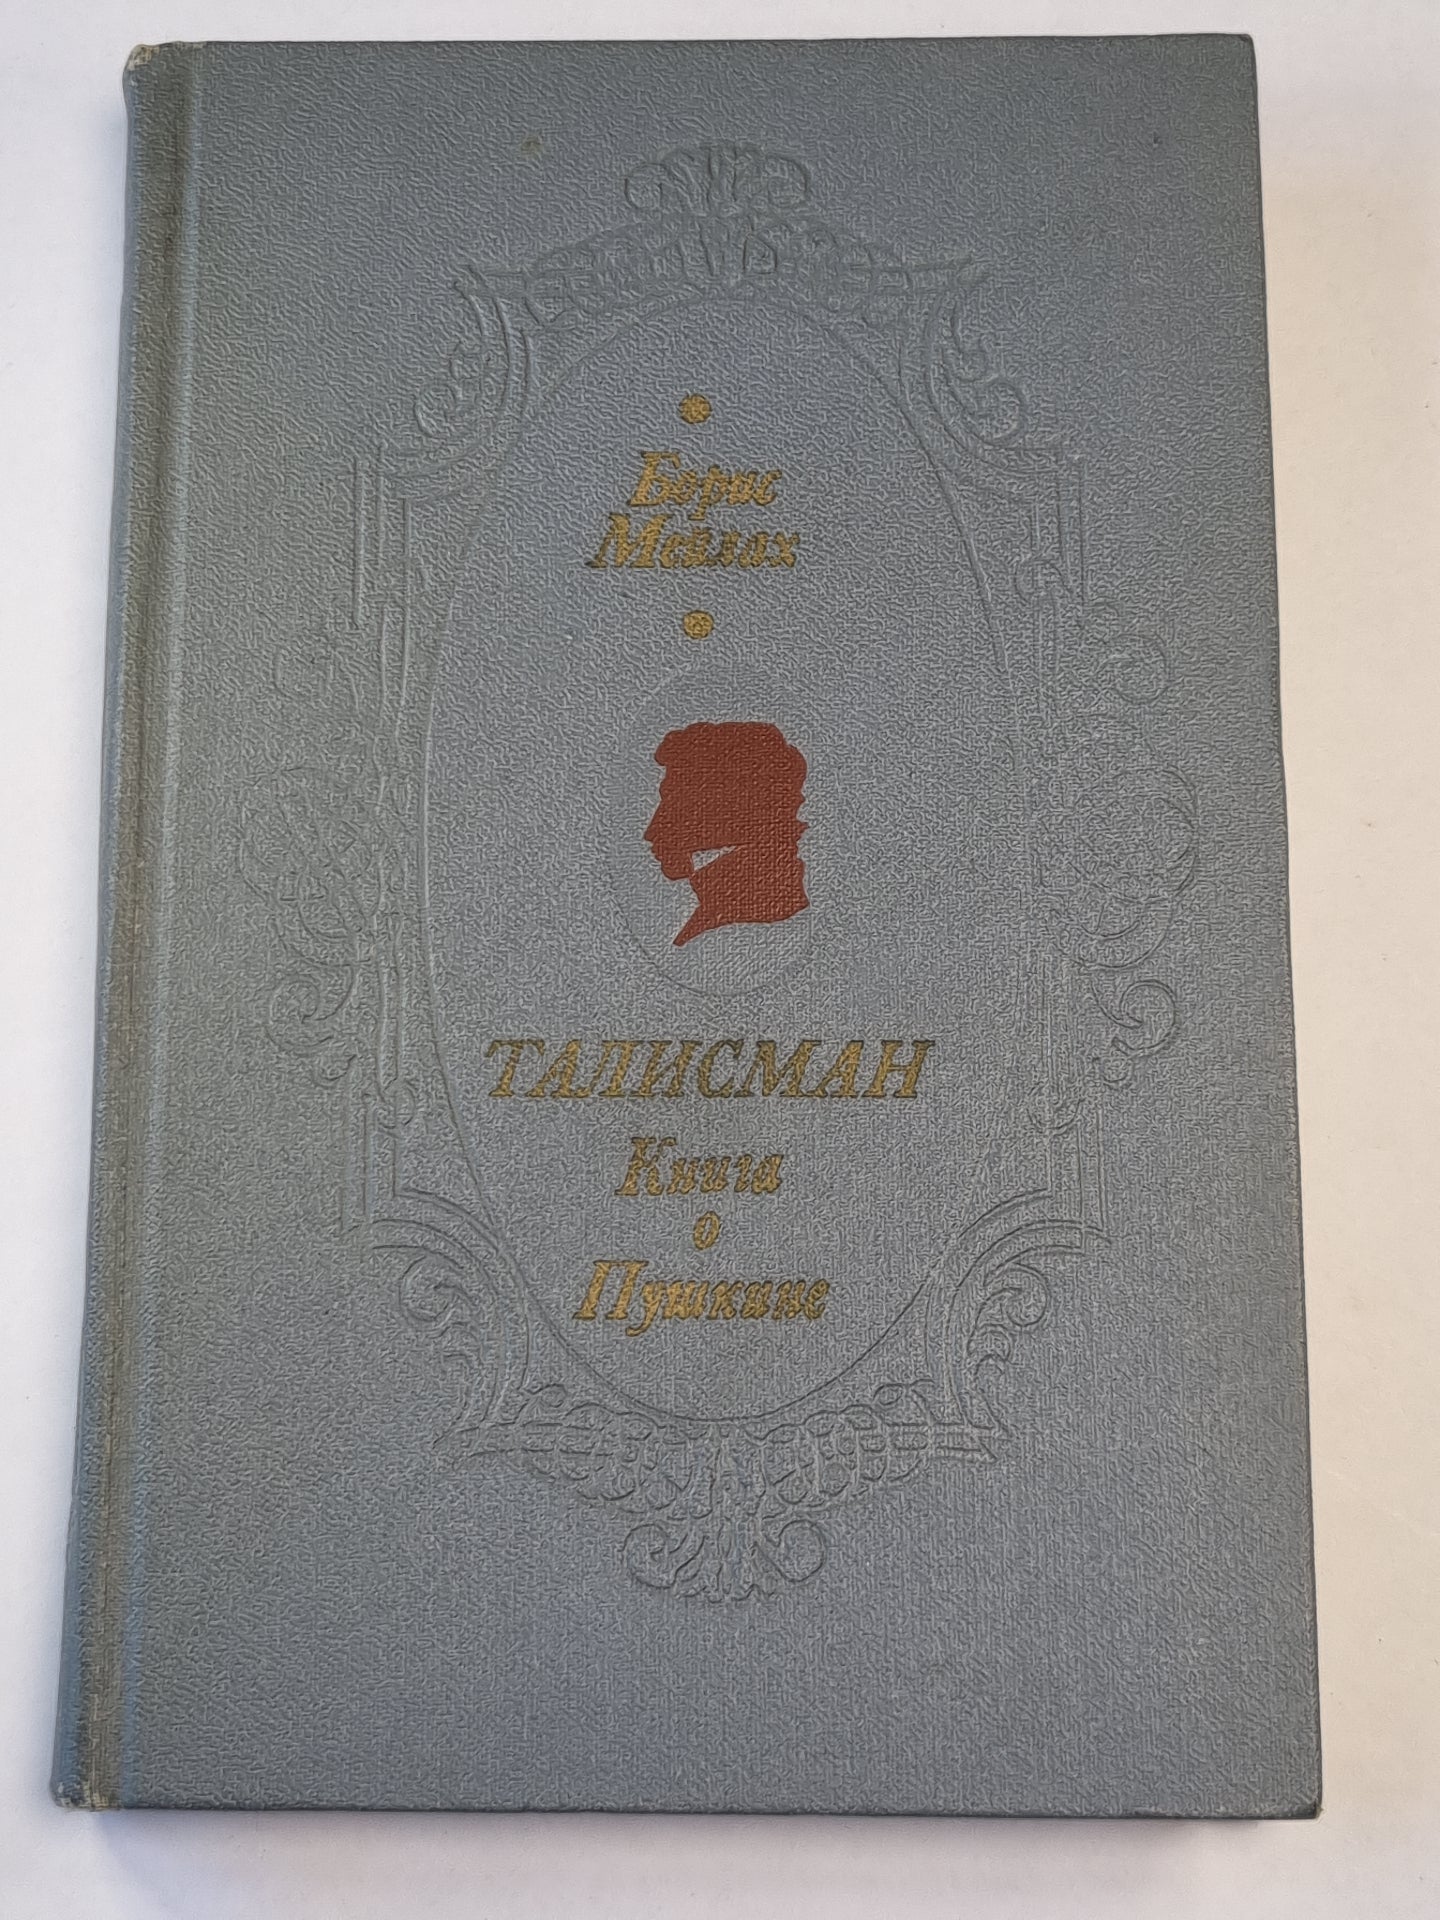 Борис
Мейлах
ТАЛИСМАН
Книга
о
Пушкине